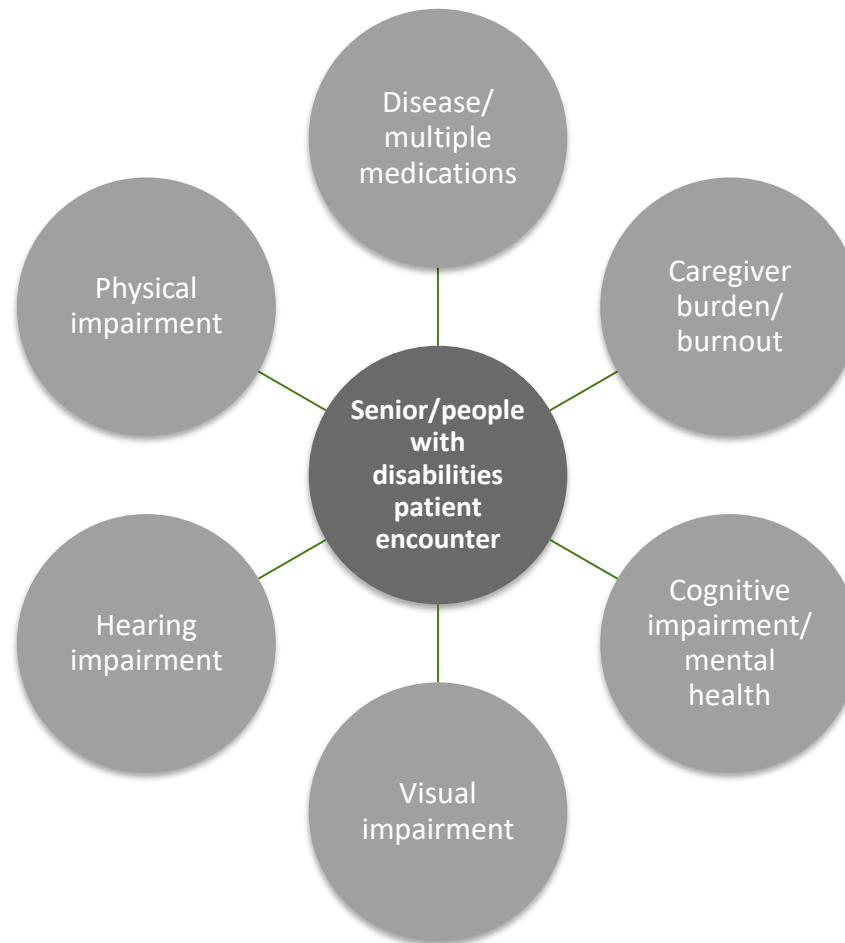 Disease/
multiple
medications
Physical
impairment
Caregiver
burden/
burnout
Senior/people
with
disabilities
patient
encounter
Hearing
impairment
Cognitive
impairment/
mental
health
Visual
impairment